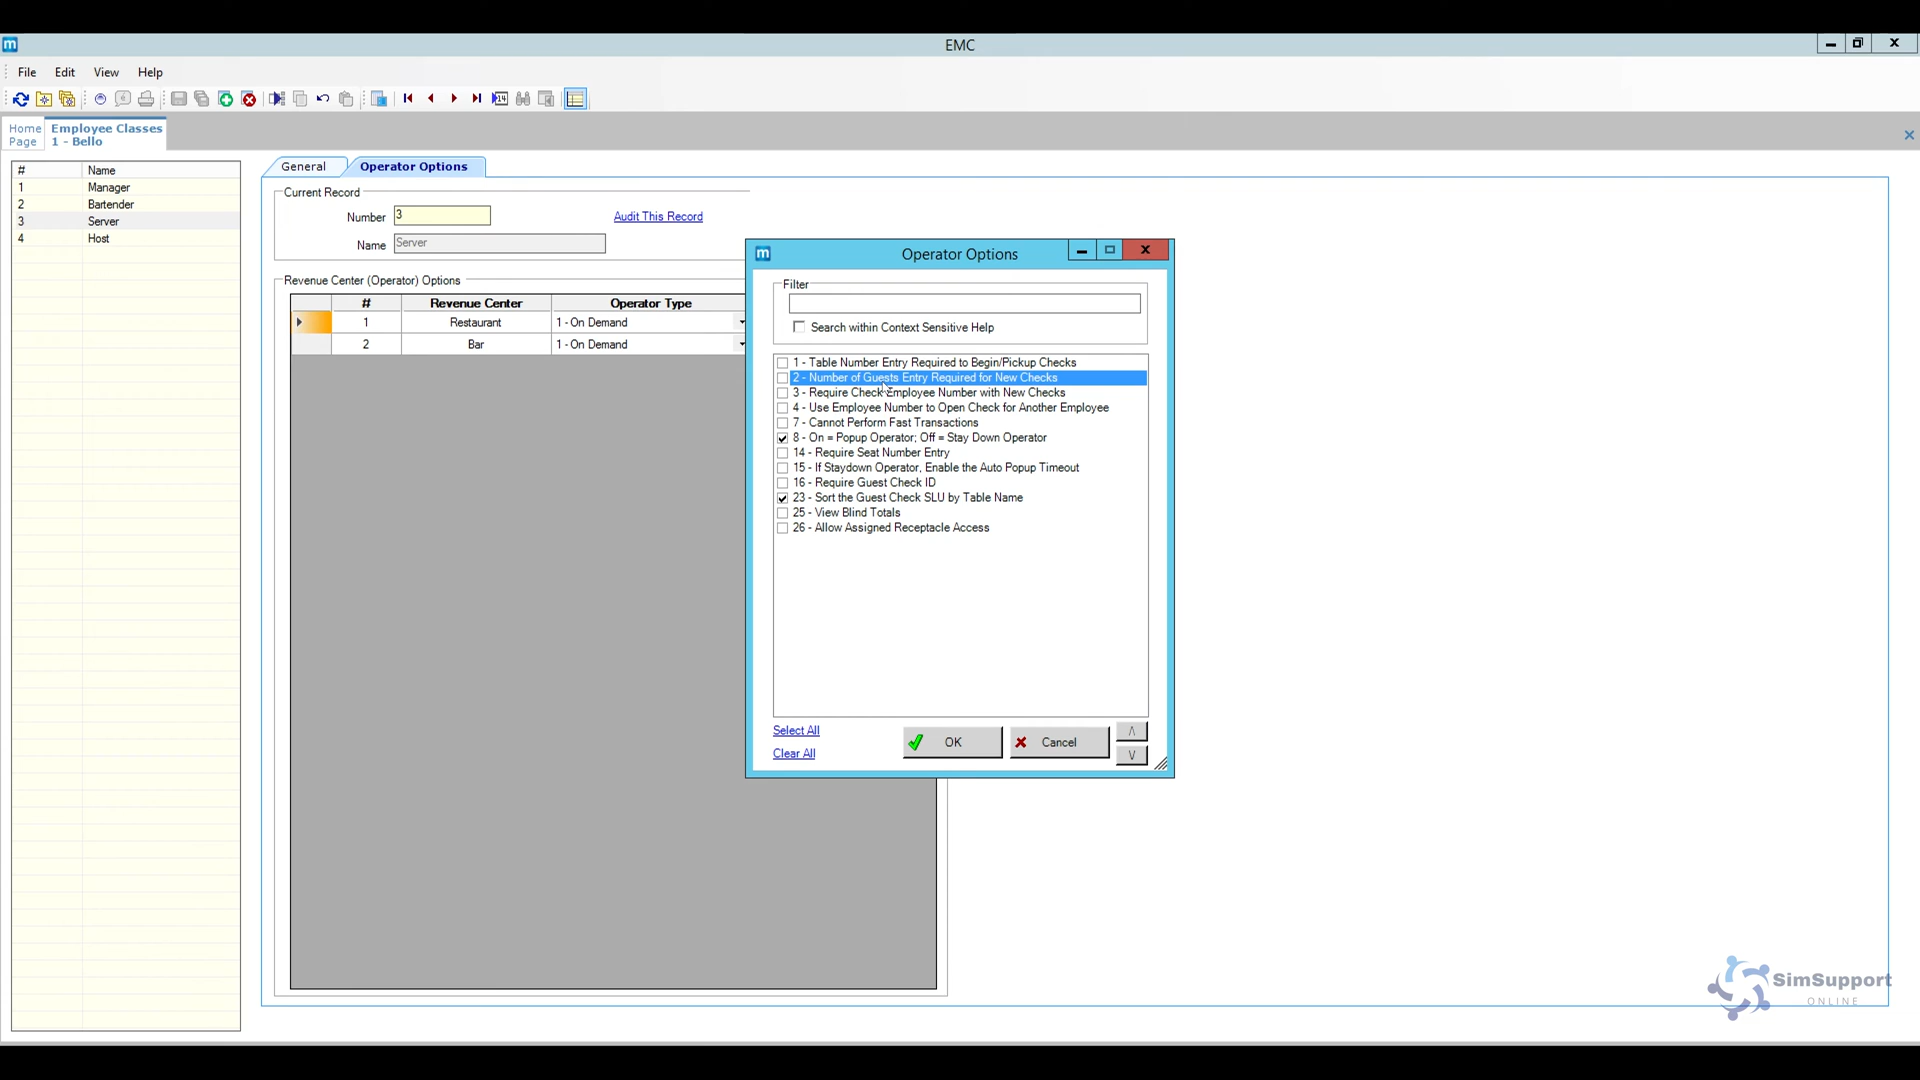 EMC
File Edit View Help
Home Page
Employee Classes
1 - Bello
# Name
1 Manager
2 Bartender
3 Server
4 Host
General
Operator Options
Current Record
Number 3
Audit This Record
Name Server
Revenue Center (Operator) Options
# Revenue Center Operator Type
1 Restaurant 1 - On Demand
2 Bar 1 - On Demand
Operator Options
Filter
Search within Context Sensitive Help
1 - Table Number Entry Required to Begin/Pickup Checks
2 - Number of Guests Entry Required for New Checks
3 - Require Check Employee Number with New Checks
4 - Use Employee Number to Open Check for Another Employee
7 - Cannot Perform Fast Transactions
8 - On = Popup Operator; Off = Stay Down Operator
14 - Require Seat Number Entry
15 - If Staydown Operator, Enable the Auto Popup Timeout
16 - Require Guest Check ID
23 - Sort the Guest Check SLU by Table Name
25 - View Blind Totals
26 - Allow Assigned Receptacle Access
Select All
Clear All
OK
Cancel
SimSupport
ONLINE